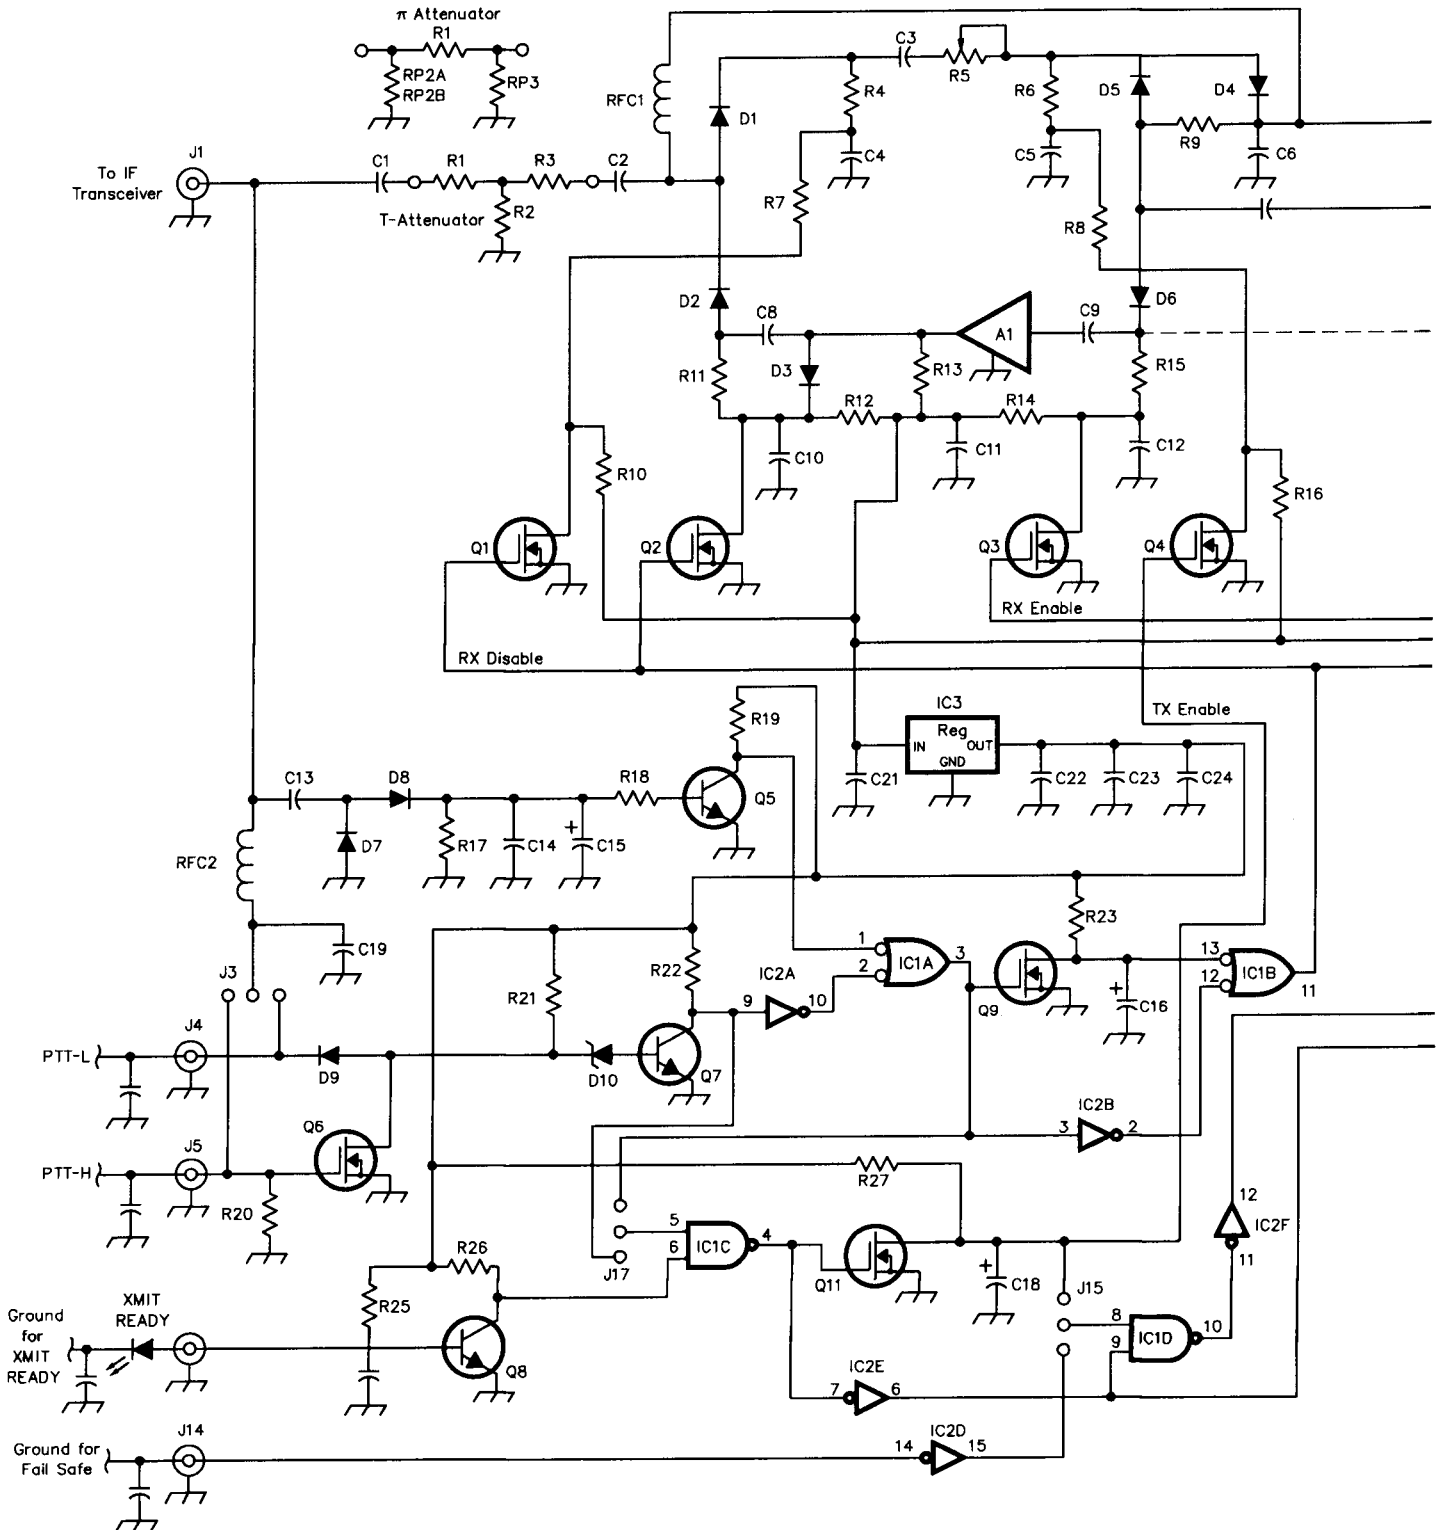 π Attenuator
R1
RP2A
RP2B
RP3
RFC1
D1
C3
R5
R4
R6
D5
D4
R9
C4
C5
C6
J1
To IF
Transceiver
C1
R1
R3
C2
T-Attenuator
R2
R7
R8
D2
C8
A1
C9
D6
R11
D3
R13
R15
R12
R14
C10
C11
C12
R10
R16
Q1
Q2
Q3
Q4
RX Enable
RX Disable
TX Enable
R19
IC3
Reg
IN
OUT
GND
C21
C22
C23
C24
C13
D8
R18
Q5
D7
R17
C14
+
C15
RFC2
C19
R23
1
2
IC1A
3
13
12
IC1B
11
R22
IC2A
9
10
Q9
+
C16
J3
R21
J4
PTT-L
D9
D10
Q7
IC2B
3
2
Q6
J5
PTT-H
R20
R27
12
IC2F
11
5
6
IC1C
4
J17
Q11
+
C18
J15
R26
R25
8
9
IC1D
10
Ground
for
XMIT
READY
XMIT
READY
Q8
IC2E
7
6
J14
Ground for
Fail Safe
IC2D
14
15